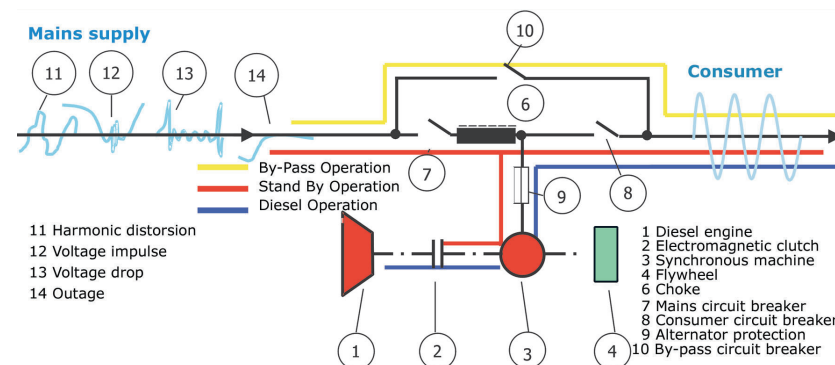 Mains supply
10
11
12
13
14
6
Consumer
By-Pass Operation
Stand By Operation
Diesel Operation
7
9
8
11 Harmonic distorsion
12 Voltage impulse
13 Voltage drop
14 Outage
1 Diesel engine
2 Electromagnetic clutch
3 Synchronous machine
4 Flywheel
6 Choke
7 Mains circuit breaker
8 Consumer circuit breaker
9 Alternator protection
10 By-pass circuit breaker
1
2
3
4